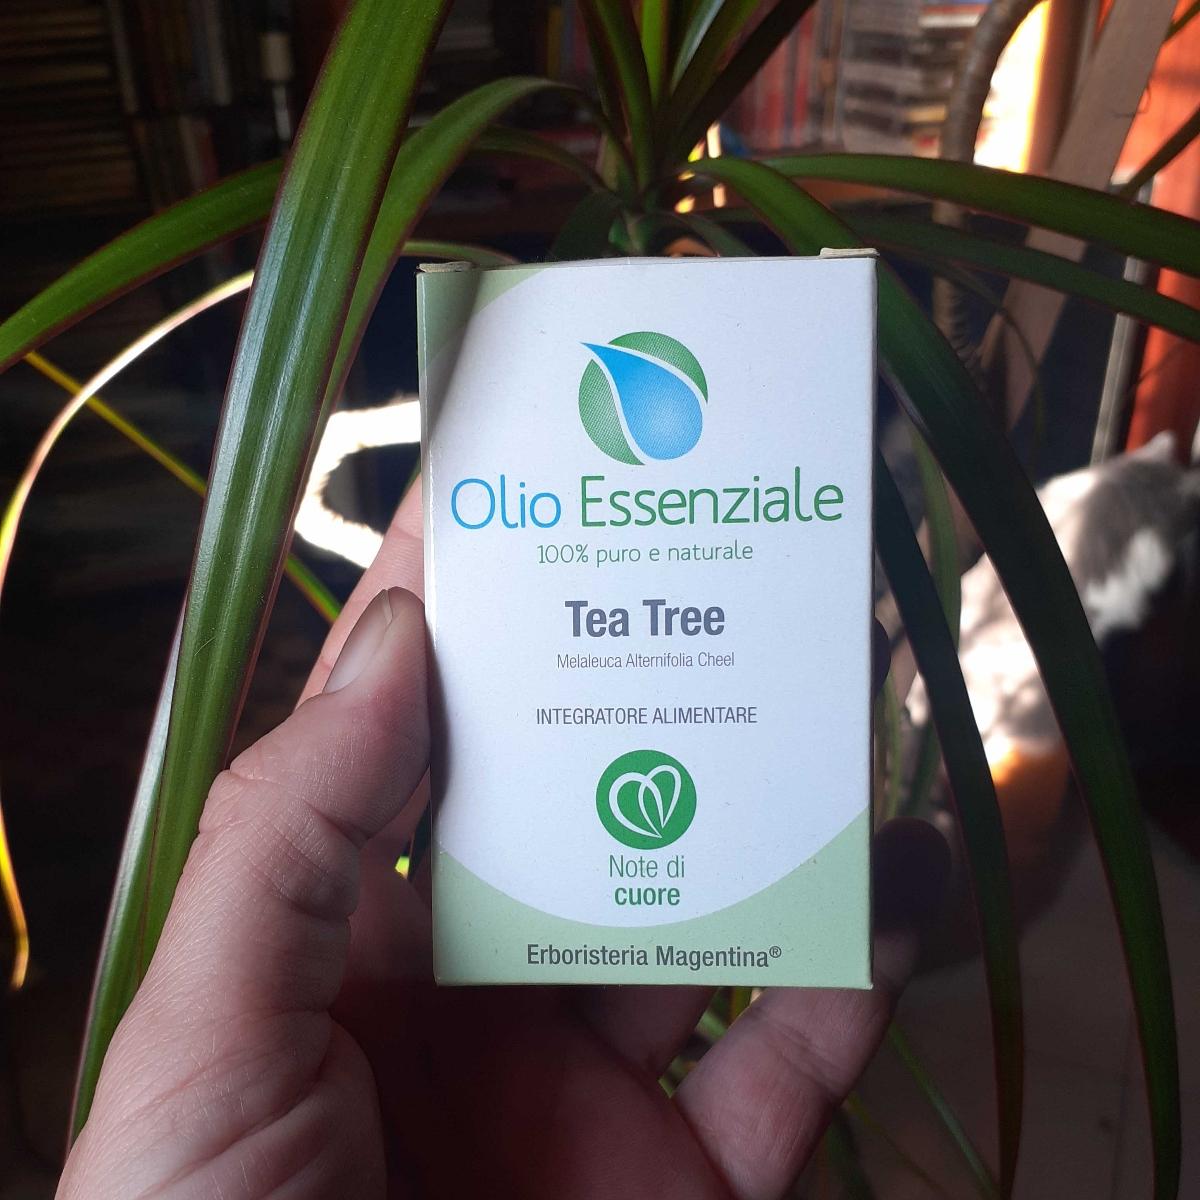 Olio Essenziale
100% puro e naturale
Tea Tree
Melaleuca Alternifolia Cheel
INTEGRATORE ALIMENTARE
Note di
cuore
Erboristeria Magentina®